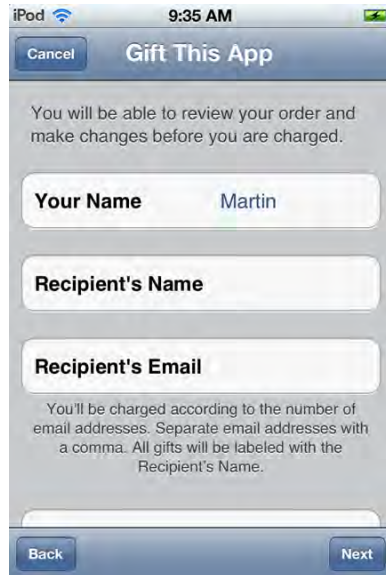 iPod 9:35 AM
Cancel Gift This App
You will be able to review your order and
make changes before you are charged.
Your Name Martin
Recipient's Name
Recipient's Email
You'll be charged according to the number of
email addresses. Separate email addresses with
a comma. All gifts will be labeled with the
Recipient's Name.
Back Next